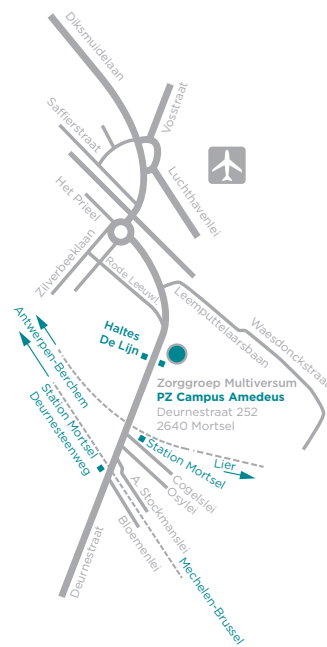 Diksmuidelaan
Vosstraat
Saffierstraat
Luchthavenlei
Het Prieel
Zilverbeeklaan
Rode Leeuwl.
Leemputtelaarsbaan
Waesdonckstraat
Antwerpen-Berchem
Haltes
De Lijn
Zorggroep Multiversum
PZ Campus Amedeus
Deurnestraat 252
2640 Mortsel
Station Mortsel
Deurnesteenweg
Station Mortsel
Lier
Cogelslei
Osylei
A. Stockmanslei
Bloemenlei
Deurnestraat
Mechelen-Brussel